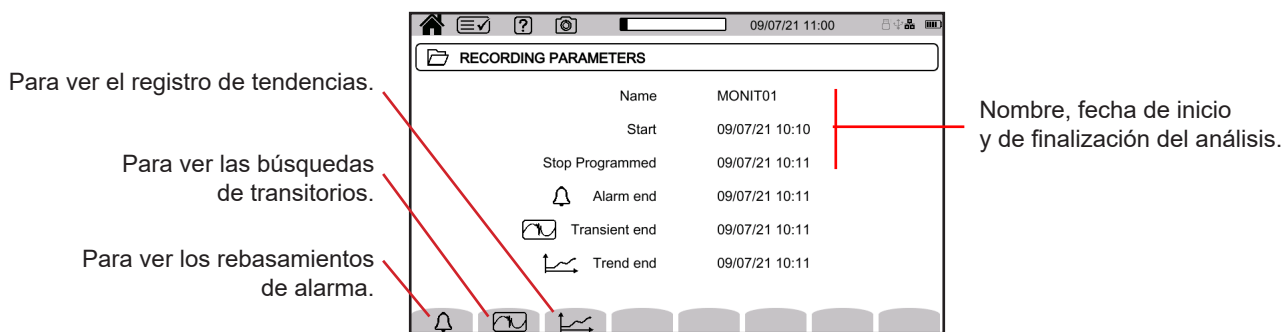 09/07/21 11:00
RECORDING PARAMETERS
Para ver el registro de tendencias.
Name MONIT01
Start 09/07/21 10:10
Nombre, fecha de inicio
y de finalización del análisis.
Para ver las búsquedas
de transitorios.
Stop Programmed 09/07/21 10:11
Alarm end 09/07/21 10:11
Transient end 09/07/21 10:11
Para ver los rebasamientos
de alarma.
Trend end 09/07/21 10:11